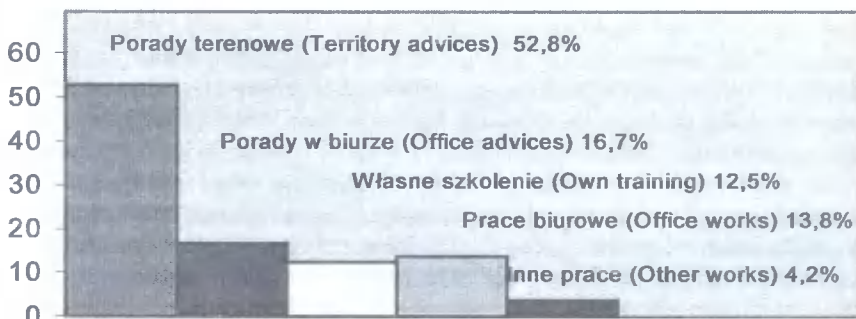 60
Porady terenowe (Territory advices) 52,8%
50
40
Porady w biurze (Office advices) 16,7%
30
Własne szkolenie (Own training) 12,5%
20
Prace biurowe (Office works) 13,8%
10
Inne prace (Other works) 4,2%
0